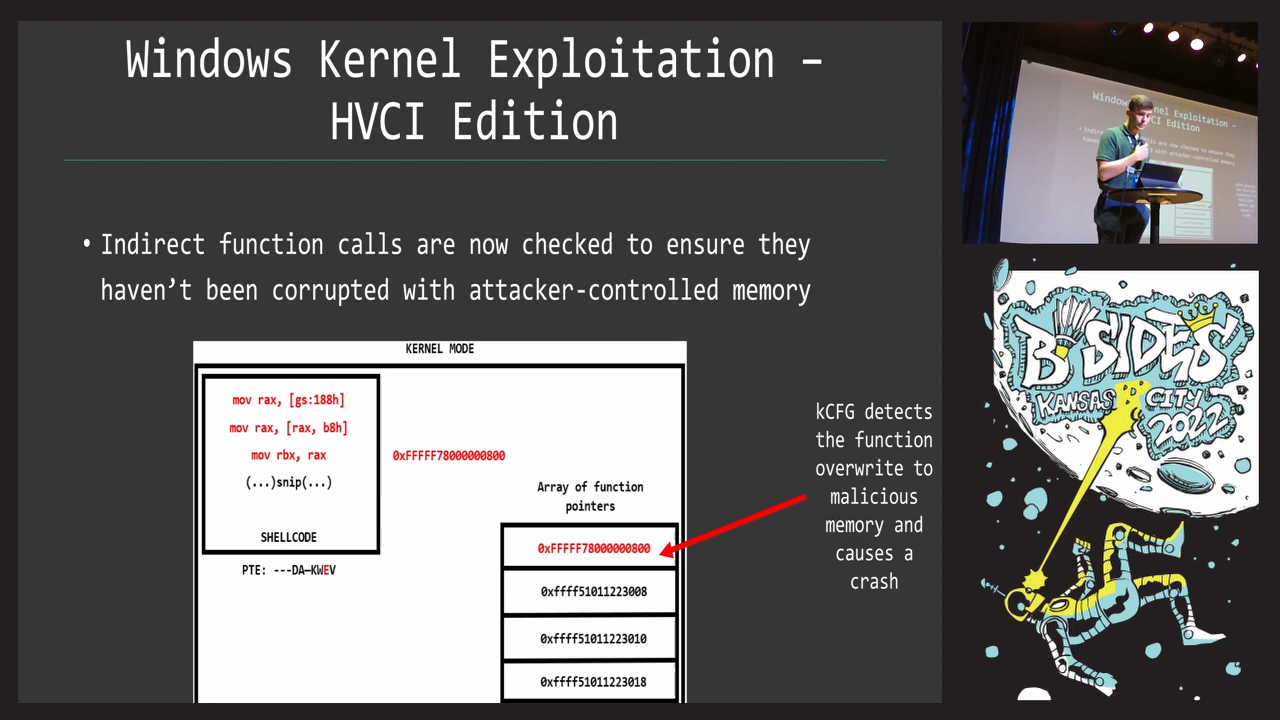 Windows Kernel Exploitation –
HVCI Edition
• Indirect function calls are now checked to ensure they
haven’t been corrupted with attacker-controlled memory
KERNEL MODE
mov rax, [gs:188h]
mov rax, [rax, b8h]
mov rbx, rax
(...)snip(...)
SHELLCODE
PTE: ---DA—KWEV
0xFFFFF78000000800
Array of function
pointers
0xFFFFF78000000800
0xffff51011223008
0xffff51011223010
0xffff51011223018
kCFG detects
the function
overwrite to
malicious
memory and
causes a
crash
BSIDES
KANSAS CITY
2022